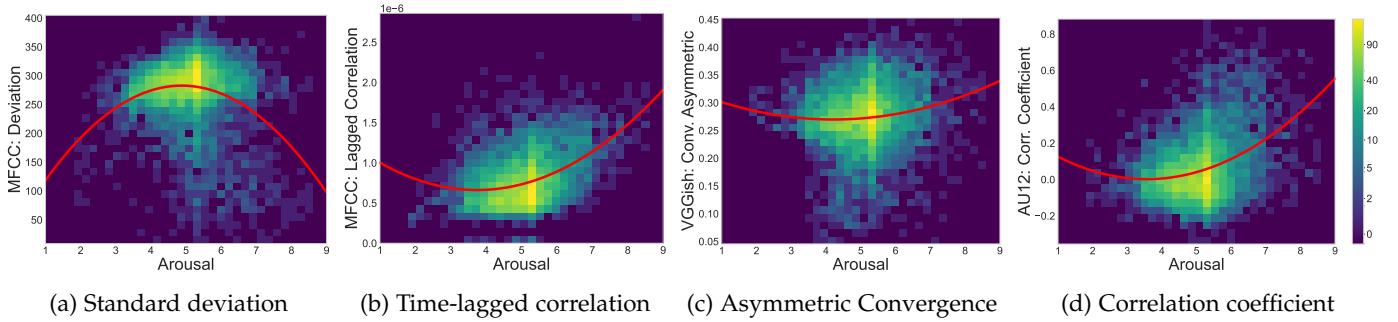 400
350
300
250
200
150
100
50
MFCC: Deviation
1 2 3 4 5 6 7 8 9
Arousal
(a) Standard deviation
1e−6
2.5
2.0
1.5
1.0
0.5
0.0
MFCC: Lagged Correlation
1 2 3 4 5 6 7 8 9
Arousal
(b) Time-lagged correlation
0.45
0.40
0.35
0.30
0.25
0.20
0.15
0.10
0.05
VGGish: Conv. Asymmetric
1 2 3 4 5 6 7 8 9
Arousal
(c) Asymmetric Convergence
0.8
0.6
0.4
0.2
0.0
−0.2
AU12: Corr. Coefficient
1 2 3 4 5 6 7 8 9
Arousal
(d) Correlation coefficient
90
40
20
10
5
2
0